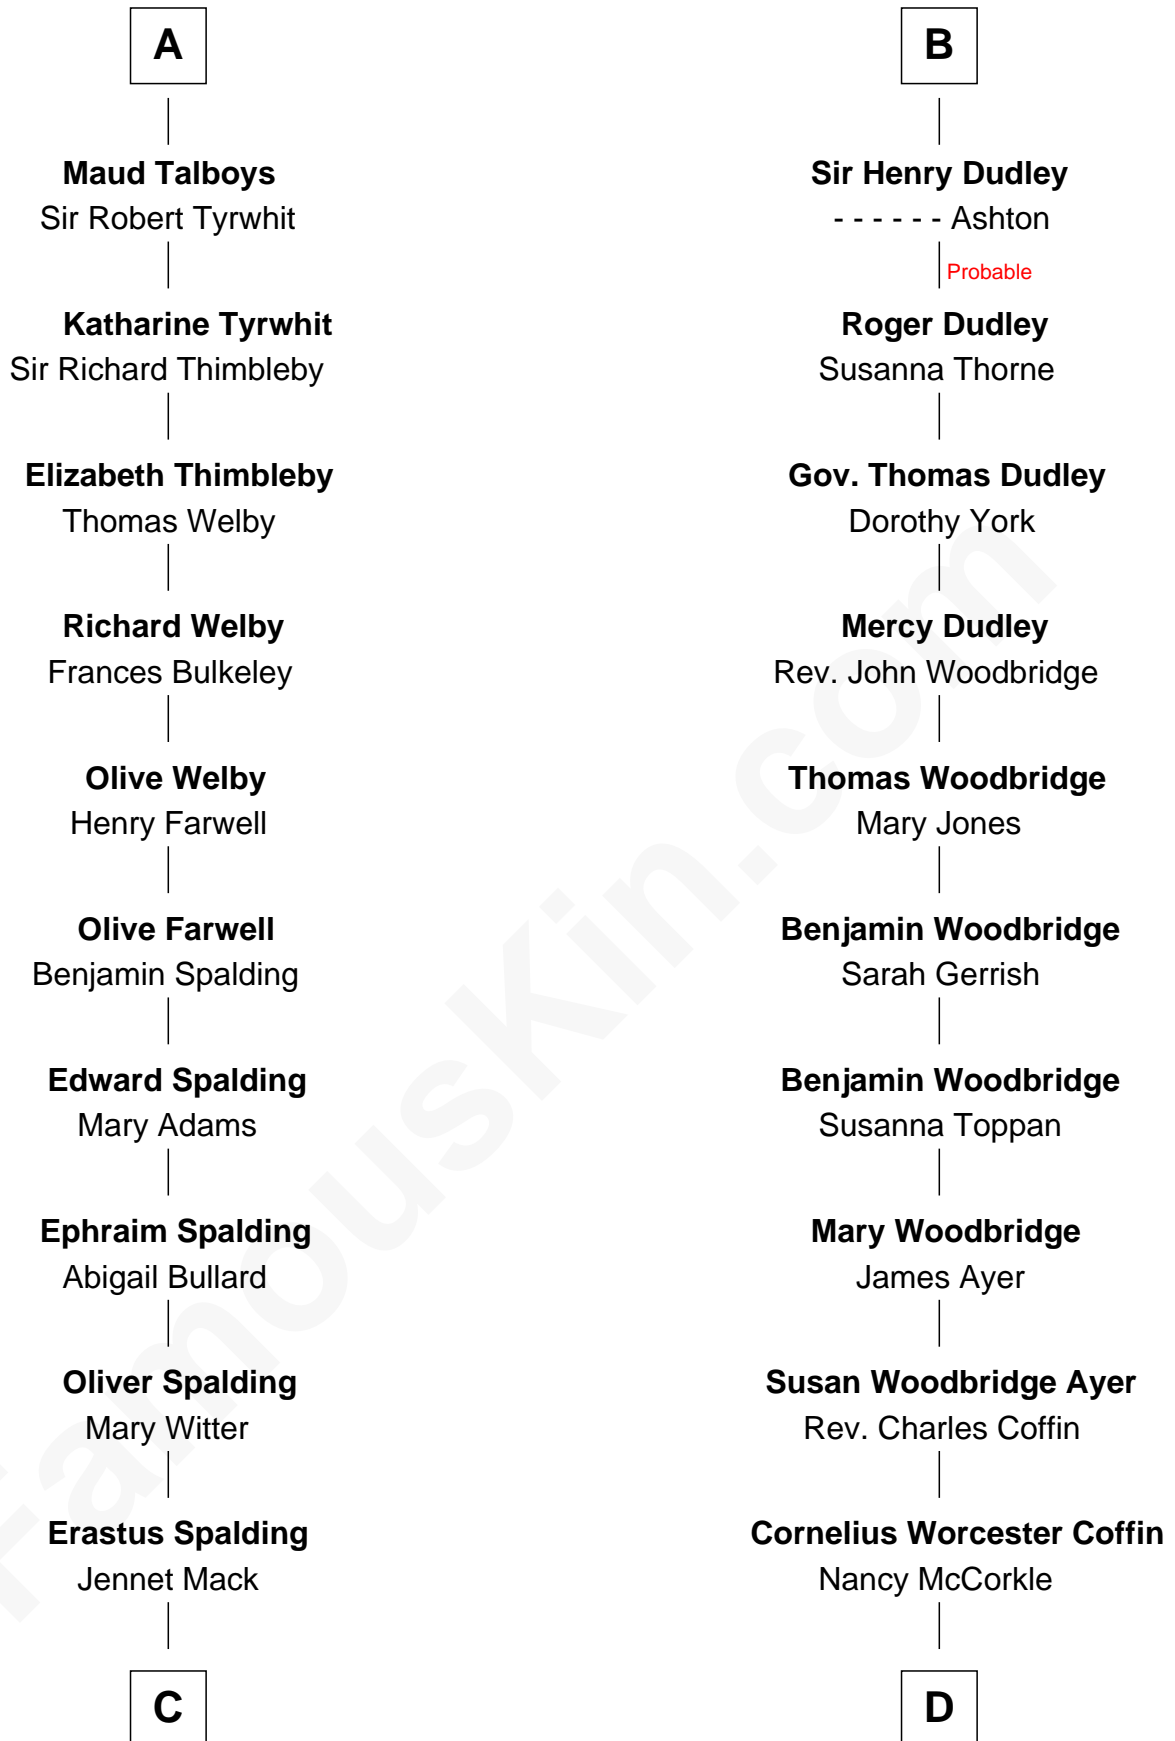 A
Maud Talboys
Sir Robert Tyrwhit
Katharine Tyrwhit
Sir Richard Thimbleby
Elizabeth Thimbleby
Thomas Welby
Richard Welby
Frances Bulkeley
Olive Welby
Henry Farwell
Olive Farwell
Benjamin Spalding
Edward Spalding
Mary Adams
Ephraim Spalding
Abigail Bullard
Oliver Spalding
Mary Witter
Erastus Spalding
Jennet Mack
C
B
Sir Henry Dudley
- - - - - - Ashton
Probable
Roger Dudley
Susanna Thorne
Gov. Thomas Dudley
Dorothy York
Mercy Dudley
Rev. John Woodbridge
Thomas Woodbridge
Mary Jones
Benjamin Woodbridge
Sarah Gerrish
Benjamin Woodbridge
Susanna Toppan
Mary Woodbridge
James Ayer
Susan Woodbridge Ayer
Rev. Charles Coffin
Cornelius Worcester Coffin
Nancy McCorkle
D
FamousKin.com